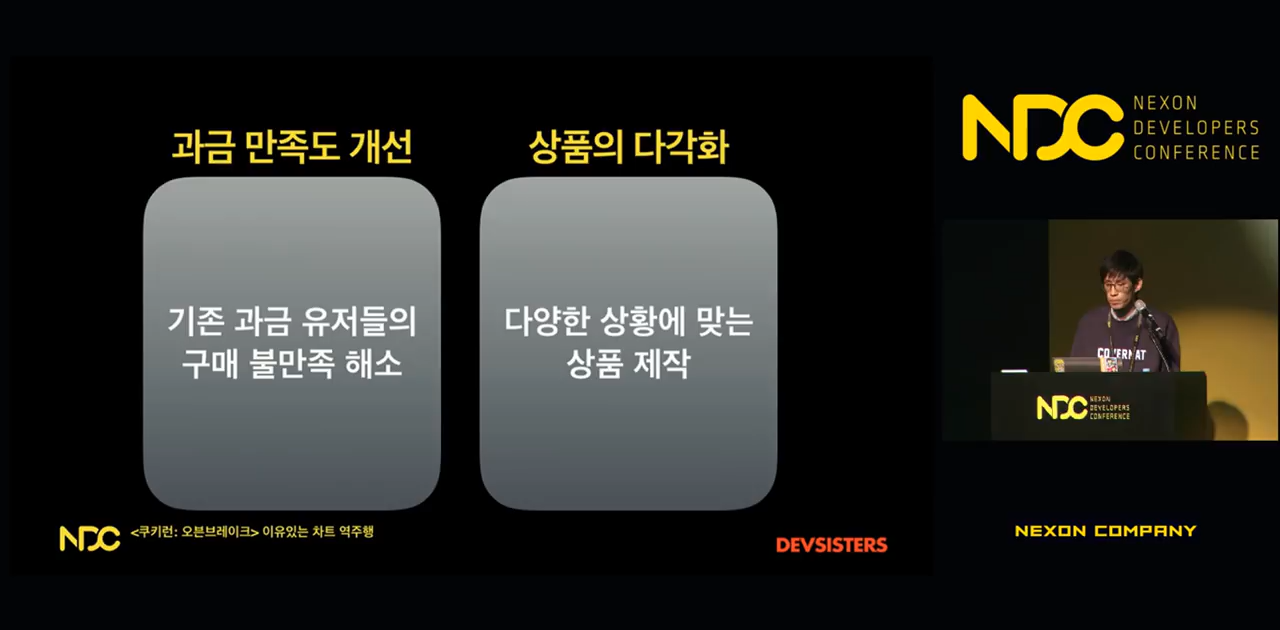 과금 만족도 개선
상품의 다각화
기존 과금 유저들의
구매 불만족 해소
다양한 상황에 맞는
상품 제작
NDC
<쿠키런: 오븐브레이크> 이유있는 차트 역주행
DEVSISTERS
NDC
NEXON
DEVELOPERS
CONFERENCE
NDC
NEXON
DEVELOPERS
CONFERENCE
NEXON COMPANY